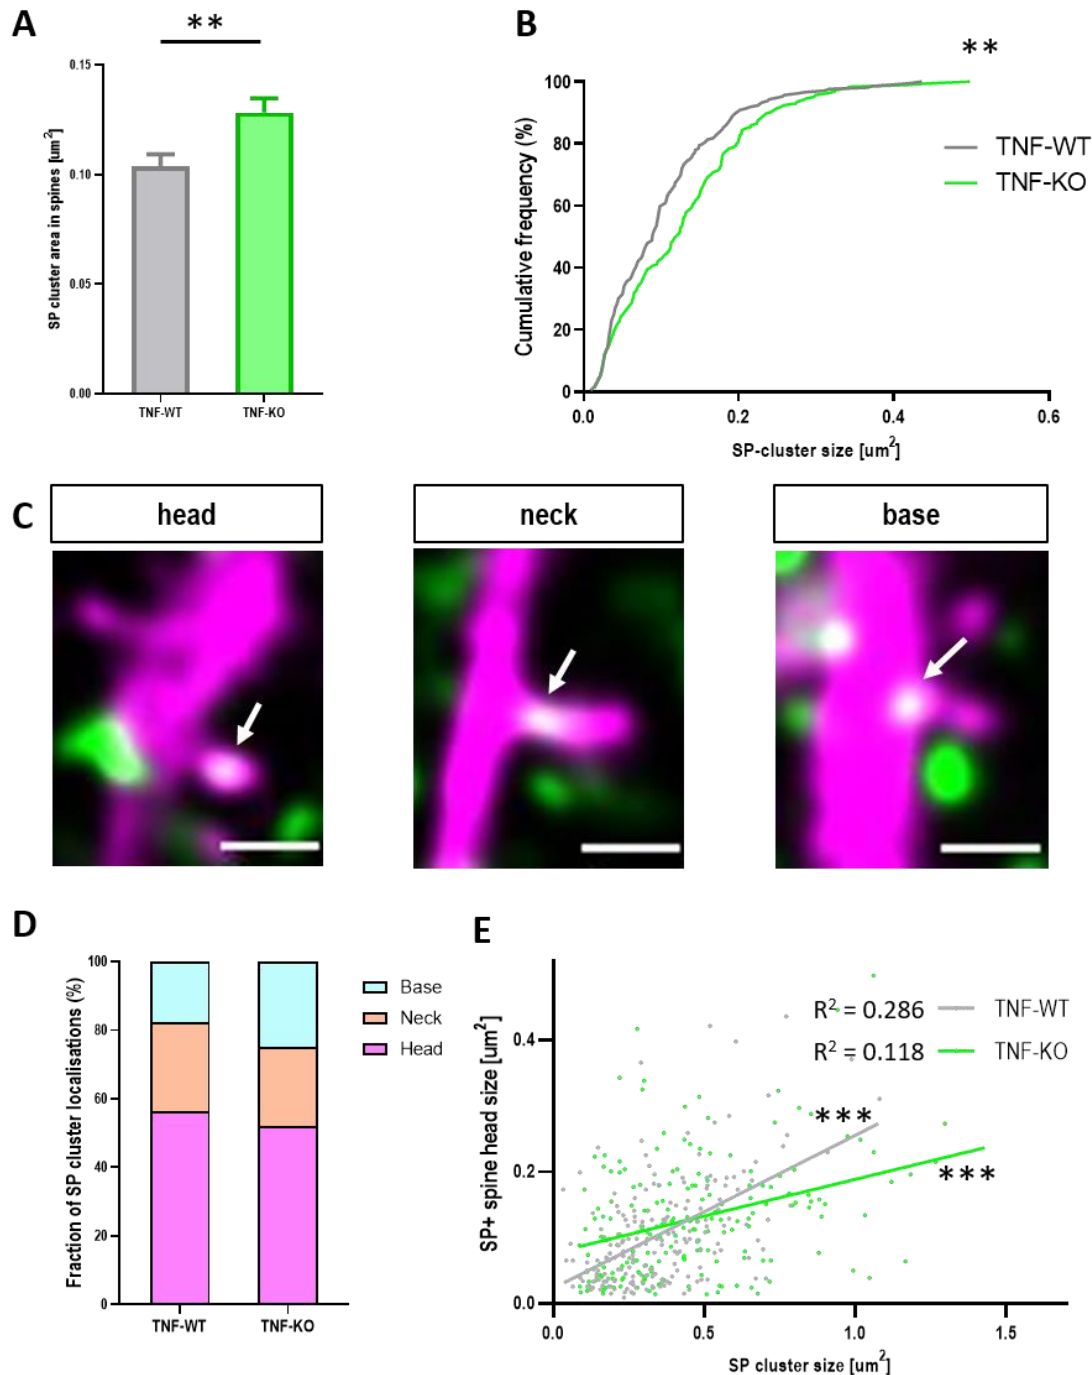 A
**
0.15
0.10
0.05
0.00
SP cluster area in spines [um²]
TNF-WT
TNF-KO
B
**
100
80
60
40
20
0
Cumulative frequency (%)
TNF-WT
TNF-KO
0.0
0.2
0.4
0.6
SP-cluster size [um²]
C
head
neck
base
D
100
80
60
40
20
0
Fraction of SP cluster localisations (%)
Base
Neck
Head
TNF-WT
TNF-KO
E
0.4
0.2
0.0
SP+ spine head size [um²]
R² = 0.286 TNF-WT
R² = 0.118 TNF-KO
***
***
0.0
0.5
1.0
1.5
SP cluster size [um²]